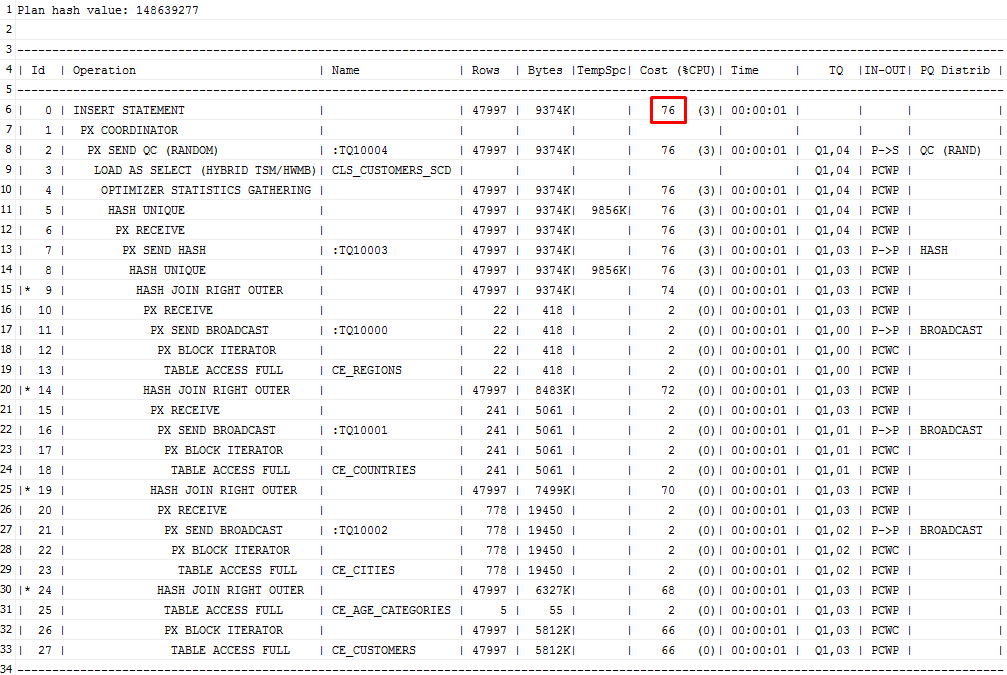 1 Plan hash value: 148639277
2
3 ---------------------------------------------------------------------------------------------------------------------------------------------
4 | Id | Operation | Name | Rows | Bytes |TempSpc| Cost (%CPU)| Time | TQ |IN-OUT| PQ Distrib |
5 ---------------------------------------------------------------------------------------------------------------------------------------------
6 | 0 | INSERT STATEMENT | | 47997 | 9374K| | 76 (3)| 00:00:01 | | | |
7 | 1 | PX COORDINATOR | | | | | | | | | |
8 | 2 | PX SEND QC (RANDOM) | :TQ10004 | 47997 | 9374K| | 76 (3)| 00:00:01 | Q1,04 | P->S | QC (RAND) |
9 | 3 | LOAD AS SELECT (HYBRID TSM/HWMB)| CLS_CUSTOMERS_SCD | | | | | | Q1,04 | PCWP | |
10 | 4 | OPTIMIZER STATISTICS GATHERING | | 47997 | 9374K| | 76 (3)| 00:00:01 | Q1,04 | PCWP | |
11 | 5 | HASH UNIQUE | | 47997 | 9374K| 9856K| 76 (3)| 00:00:01 | Q1,04 | PCWP | |
12 | 6 | PX RECEIVE | | 47997 | 9374K| | 76 (3)| 00:00:01 | Q1,04 | PCWP | |
13 | 7 | PX SEND HASH | :TQ10003 | 47997 | 9374K| | 76 (3)| 00:00:01 | Q1,03 | P->P | HASH |
14 | 8 | HASH UNIQUE | | 47997 | 9374K| 9856K| 76 (3)| 00:00:01 | Q1,03 | PCWP | |
15 |* 9 | HASH JOIN RIGHT OUTER | | 47997 | 9374K| | 74 (0)| 00:00:01 | Q1,03 | PCWP | |
16 | 10 | PX RECEIVE | | 22 | 418 | | 2 (0)| 00:00:01 | Q1,03 | PCWP | |
17 | 11 | PX SEND BROADCAST | :TQ10000 | 22 | 418 | | 2 (0)| 00:00:01 | Q1,00 | P->P | BROADCAST |
18 | 12 | PX BLOCK ITERATOR | | 22 | 418 | | 2 (0)| 00:00:01 | Q1,00 | PCWC | |
19 | 13 | TABLE ACCESS FULL | CE_REGIONS | 22 | 418 | | 2 (0)| 00:00:01 | Q1,00 | PCWP | |
20 |* 14 | HASH JOIN RIGHT OUTER | | 47997 | 8483K| | 72 (0)| 00:00:01 | Q1,03 | PCWP | |
21 | 15 | PX RECEIVE | | 241 | 5061 | | 2 (0)| 00:00:01 | Q1,03 | PCWP | |
22 | 16 | PX SEND BROADCAST | :TQ10001 | 241 | 5061 | | 2 (0)| 00:00:01 | Q1,01 | P->P | BROADCAST |
23 | 17 | PX BLOCK ITERATOR | | 241 | 5061 | | 2 (0)| 00:00:01 | Q1,01 | PCWC | |
24 | 18 | TABLE ACCESS FULL | CE_COUNTRIES | 241 | 5061 | | 2 (0)| 00:00:01 | Q1,01 | PCWP | |
25 |* 19 | HASH JOIN RIGHT OUTER | | 47997 | 7499K| | 70 (0)| 00:00:01 | Q1,03 | PCWP | |
26 | 20 | PX RECEIVE | | 778 | 19450 | | 2 (0)| 00:00:01 | Q1,03 | PCWP | |
27 | 21 | PX SEND BROADCAST | :TQ10002 | 778 | 19450 | | 2 (0)| 00:00:01 | Q1,02 | P->P | BROADCAST |
28 | 22 | PX BLOCK ITERATOR | | 778 | 19450 | | 2 (0)| 00:00:01 | Q1,02 | PCWC | |
29 | 23 | TABLE ACCESS FULL | CE_CITIES | 778 | 19450 | | 2 (0)| 00:00:01 | Q1,02 | PCWP | |
30 |* 24 | HASH JOIN RIGHT OUTER | | 47997 | 6327K| | 68 (0)| 00:00:01 | Q1,03 | PCWP | |
31 | 25 | TABLE ACCESS FULL | CE_AGE_CATEGORIES | 5 | 55 | | 2 (0)| 00:00:01 | Q1,03 | PCWP | |
32 | 26 | PX BLOCK ITERATOR | | 47997 | 5812K| | 66 (0)| 00:00:01 | Q1,03 | PCWC | |
33 | 27 | TABLE ACCESS FULL | CE_CUSTOMERS | 47997 | 5812K| | 66 (0)| 00:00:01 | Q1,03 | PCWP | |
34 ---------------------------------------------------------------------------------------------------------------------------------------------